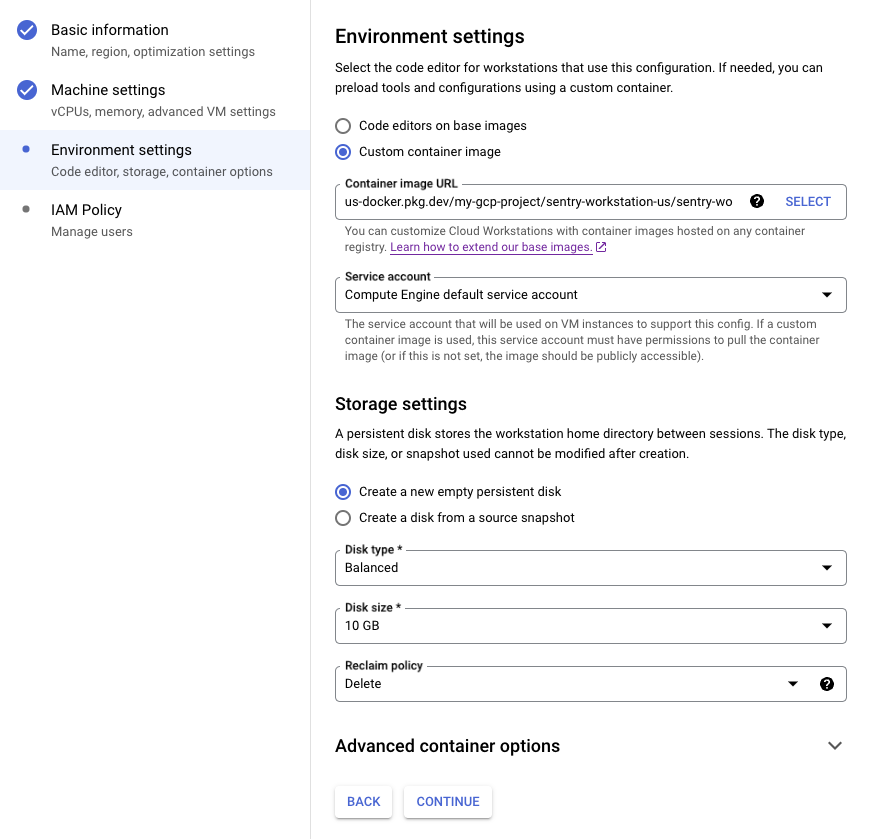 Basic information
Name, region, optimization settings
Machine settings
vCPUs, memory, advanced VM settings
Environment settings
Code editor, storage, container options
IAM Policy
Manage users
Environment settings
Select the code editor for workstations that use this configuration. If needed, you can
preload tools and configurations using a custom container.
Code editors on base images
Custom container image
Container image URL
us-docker.pkg.dev/my-gcp-project/sentry-workstation-us/sentry-wo
SELECT
You can customize Cloud Workstations with container images hosted on any container
registry. Learn how to extend our base images.
Service account
Compute Engine default service account
The service account that will be used on VM instances to support this config. If a custom
container image is used, this service account must have permissions to pull the container
image (or if this is not set, the image should be publicly accessible).
Storage settings
A persistent disk stores the workstation home directory between sessions. The disk type,
disk size, or snapshot used cannot be modified after creation.
Create a new empty persistent disk
Create a disk from a source snapshot
Disk type *
Balanced
Disk size *
10 GB
Reclaim policy
Delete
Advanced container options
BACK
CONTINUE